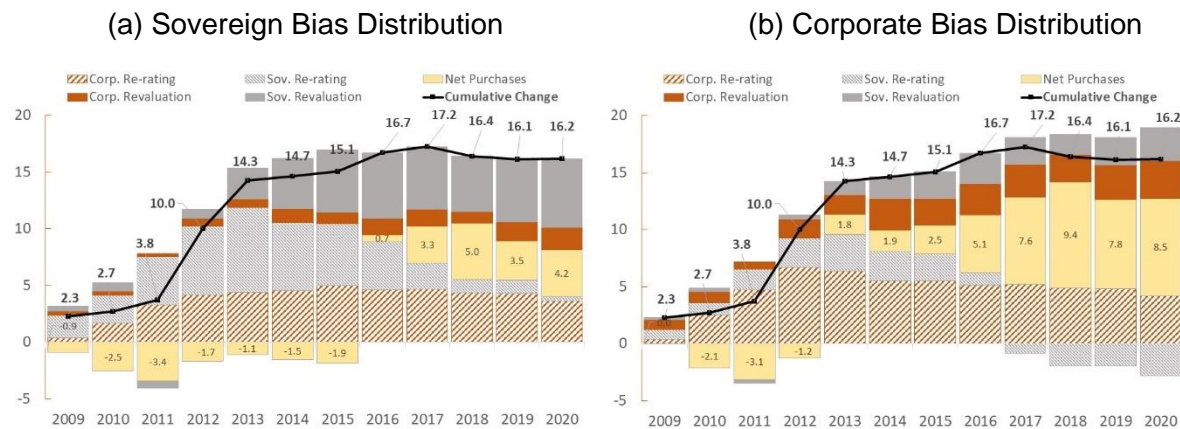 (a) Sovereign Bias Distribution
Corp. Re-rating Sov. Re-rating Net Purchases
Corp. Revaluation Sov. Revaluation Cumulative Change
20
15
10
5
0
-5
2.3 2.7 3.8 10.0 14.3 14.7 15.1 16.7 17.2 16.4 16.1 16.2
-0.9 -2.5 -3.4 -1.7 -1.1 -1.5 -1.9 0.7 3.3 5.0 3.5 4.2
2009 2010 2011 2012 2013 2014 2015 2016 2017 2018 2019 2020
(b) Corporate Bias Distribution
Corp. Re-rating Sov. Re-rating Net Purchases
Corp. Revaluation Sov. Revaluation Cumulative Change
20
15
10
5
0
-5
2.3 2.7 3.8 10.0 14.3 14.7 15.1 16.7 17.2 16.4 16.1 16.2
-2.1 -3.1 -1.2 1.8 1.9 2.5 5.1 7.6 9.4 7.8 8.5
2009 2010 2011 2012 2013 2014 2015 2016 2017 2018 2019 2020